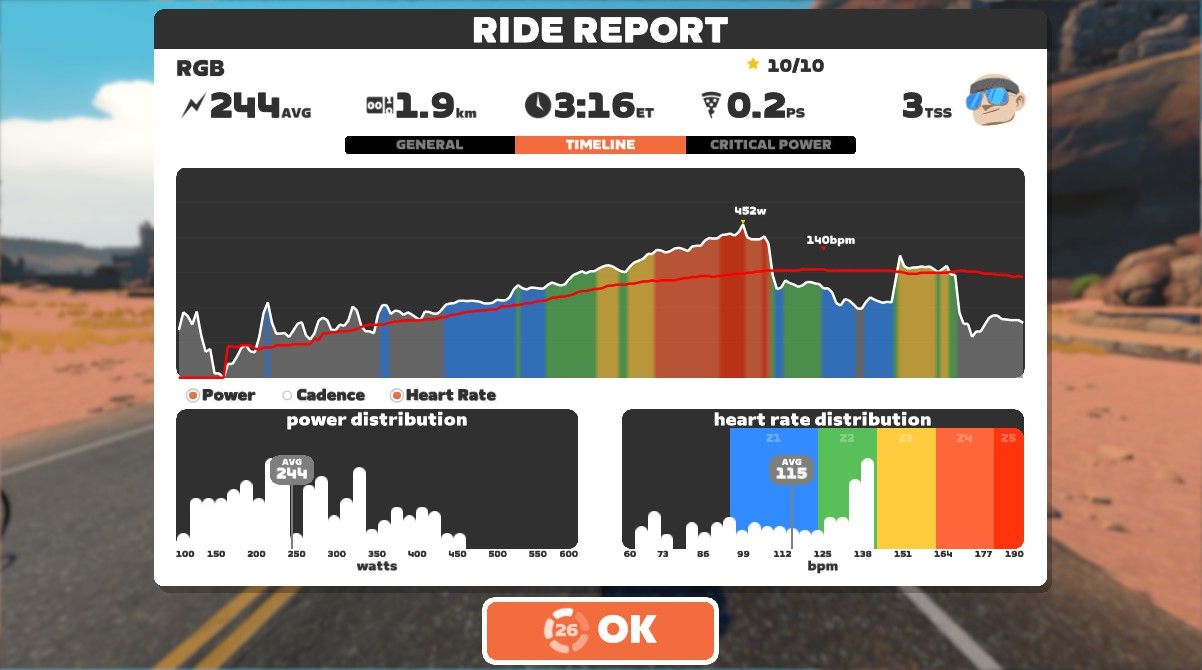 RIDE REPORT
RGB
10/10
244AVG
1.9km
3:16ET
0.2PS
3TSS
GENERAL
TIMELINE
CRITICAL POWER
452w
140bpm
Power
Cadence
Heart Rate
power distribution
AVG
244
100 150 200 250 300 350 400 450 500 550 600
watts
heart rate distribution
Z1 Z2 Z3 Z4 Z5
AVG
115
60 73 86 99 112 125 138 151 164 177 190
bpm
26
OK